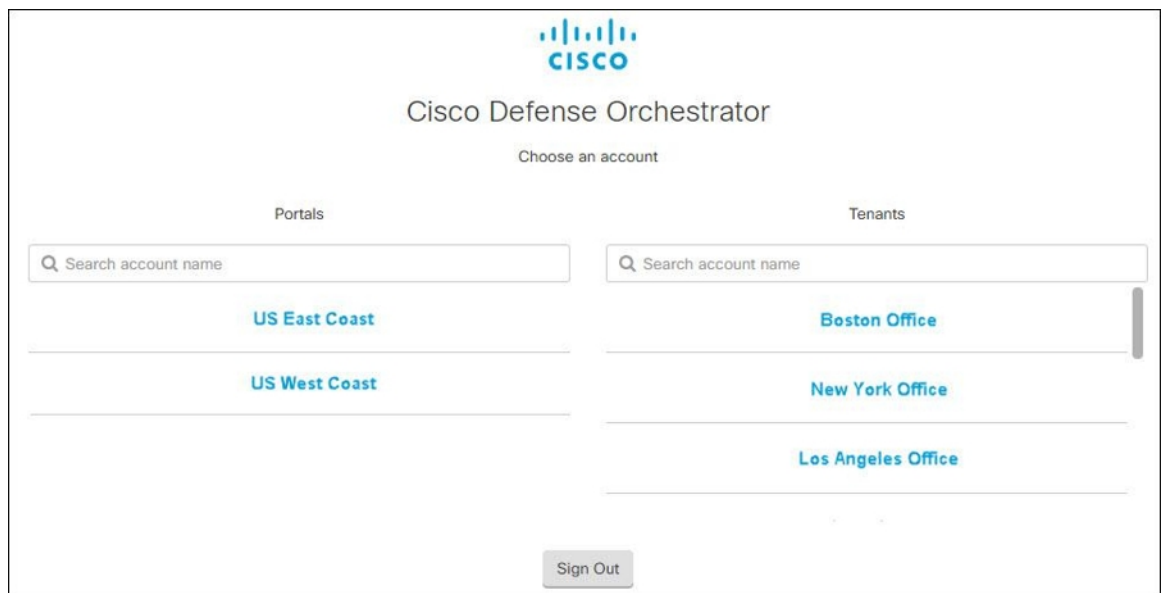 CISCO
Cisco Defense Orchestrator
Choose an account
Portals
Tenants
Search account name
Search account name
US East Coast
Boston Office
US West Coast
New York Office
Los Angeles Office
Sign Out